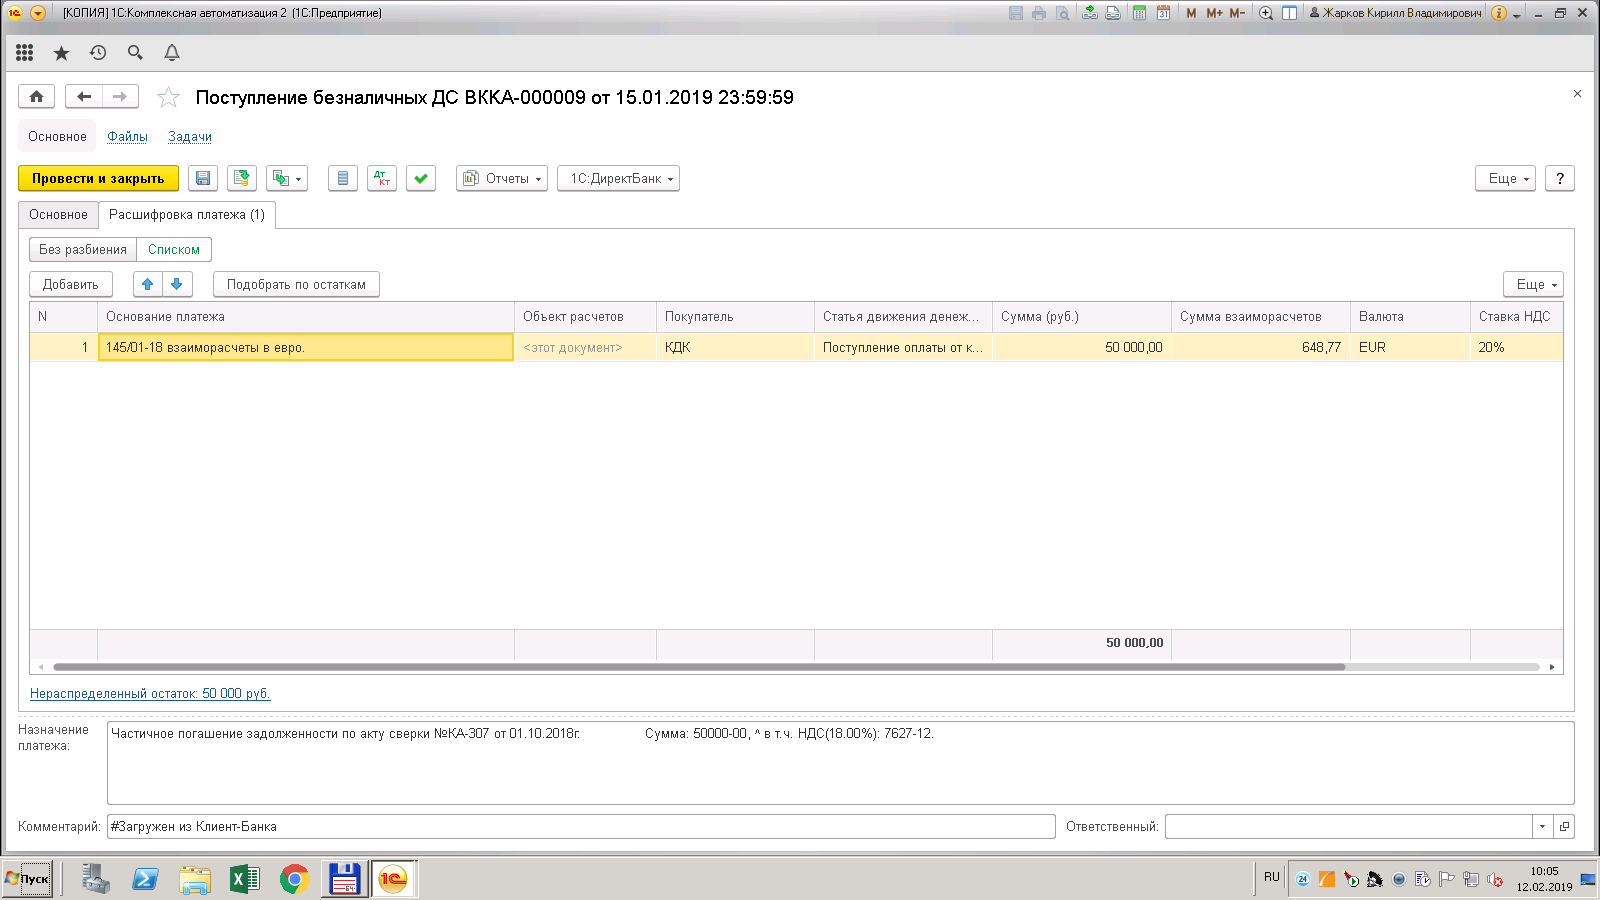 [КОПИЯ] 1С:Комплексная автоматизация 2 (1С:Предприятие)
31 M M+ M- Жарков Кирилл Владимирович
Поступление безналичных ДС ВККА-000009 от 15.01.2019 23:59:59
Основное Файлы Задачи
Провести и закрыть Дт Кт Отчеты 1С:ДиректБанк Еще ?
Основное Расшифровка платежа (1)
Без разбиения Списком
Добавить Подобрать по остаткам Еще
N Основание платежа Объект расчетов Покупатель Статья движения денеж... Сумма (руб.) Сумма взаиморасчетов Валюта Ставка НДС
1 145/01-18 взаиморасчеты в евро. <этот документ> КДК Поступление оплаты от к... 50 000,00 648,77 EUR 20%
50 000,00
Нераспределенный остаток: 50 000 руб.
Назначение платежа:
Частичное погашение задолженности по акту сверки №КА-307 от 01.10.2018г. Сумма: 50000-00, ^ в т.ч. НДС(18.00%): 7627-12.
Комментарий: #Загружен из Клиент-Банка Ответственный:
Пуск 64 1С RU 24 10:05
12.02.2019